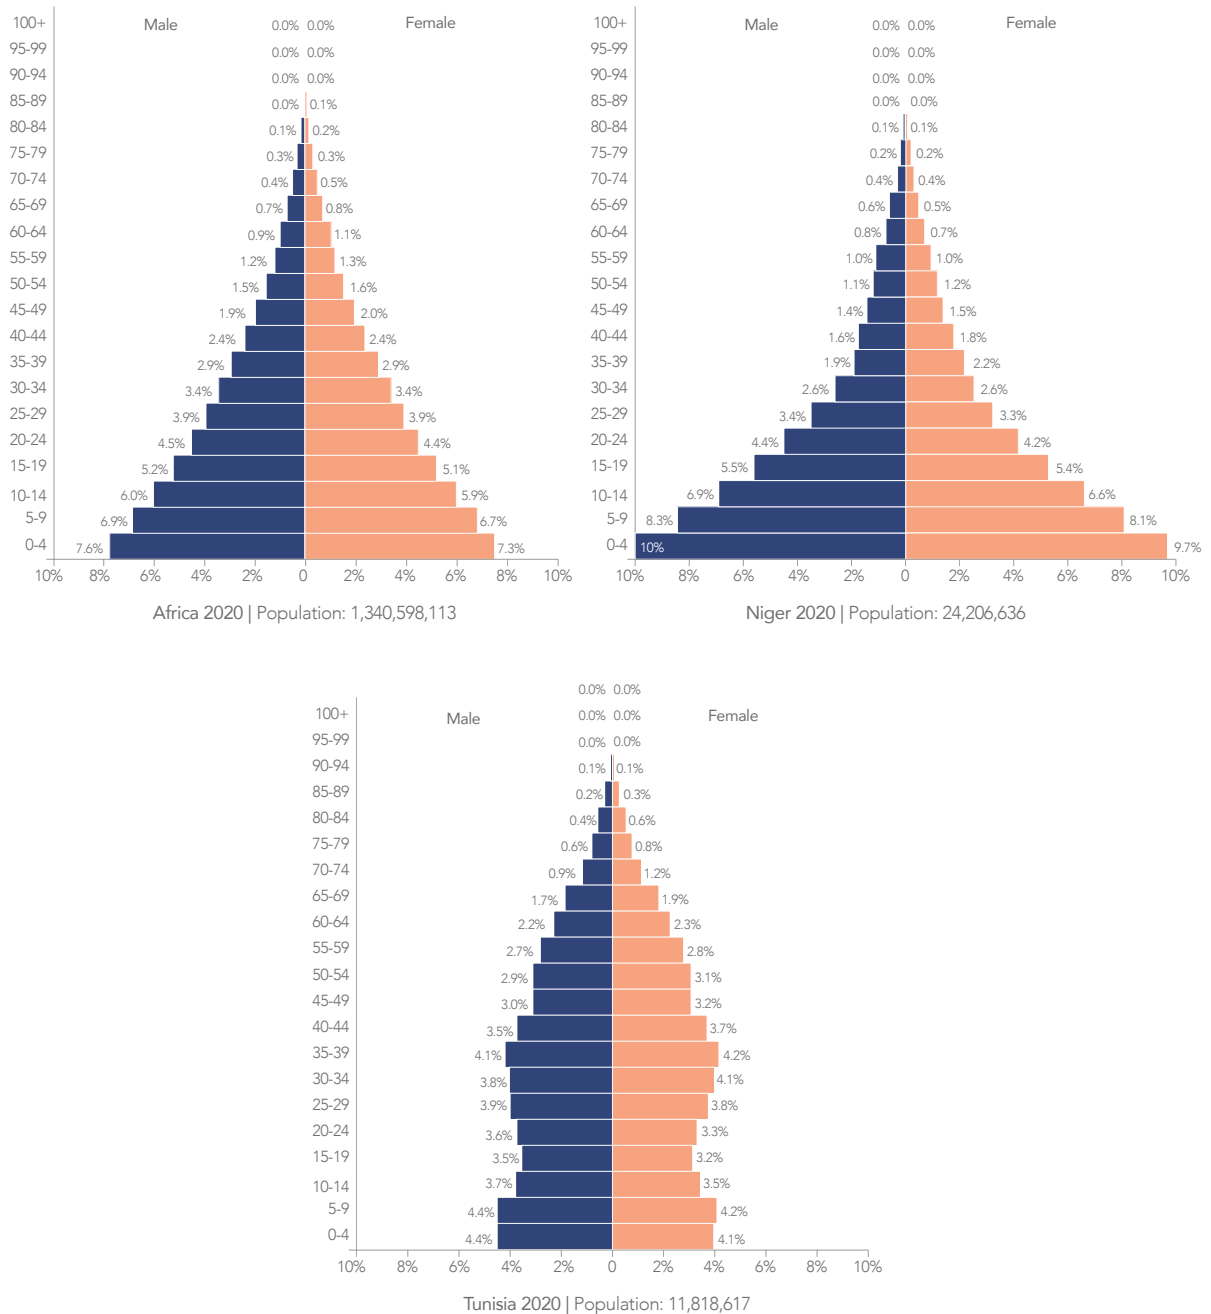 100+ Male 0.0% 0.0% Female
95-99 0.0% 0.0%
90-94 0.0% 0.0%
85-89 0.0% 0.1%
80-84 0.1% 0.2%
75-79 0.3% 0.3%
70-74 0.4% 0.5%
65-69 0.7% 0.8%
60-64 0.9% 1.1%
55-59 1.2% 1.3%
50-54 1.5% 1.6%
45-49 1.9% 2.0%
40-44 2.4% 2.4%
35-39 2.9% 2.9%
30-34 3.4% 3.4%
25-29 3.9% 3.9%
20-24 4.5% 4.4%
15-19 5.2% 5.1%
10-14 6.0% 5.9%
5-9 6.9% 6.7%
0-4 7.6% 7.3%
10% 8% 6% 4% 2% 0 2% 4% 6% 8% 10%
Africa 2020 | Population: 1,340,598,113
100+ Male 0.0% 0.0% Female
95-99 0.0% 0.0%
90-94 0.0% 0.0%
85-89 0.0% 0.0%
80-84 0.1% 0.1%
75-79 0.2% 0.2%
70-74 0.4% 0.4%
65-69 0.6% 0.5%
60-64 0.8% 0.7%
55-59 1.0% 1.0%
50-54 1.1% 1.2%
45-49 1.4% 1.5%
40-44 1.6% 1.8%
35-39 1.9% 2.2%
30-34 2.6% 2.6%
25-29 3.4% 3.3%
20-24 4.4% 4.2%
15-19 5.5% 5.4%
10-14 6.9% 6.6%
5-9 8.3% 8.1%
0-4 10% 9.7%
10% 8% 6% 4% 2% 0 2% 4% 6% 8% 10%
Niger 2020 | Population: 24,206,636
0.0% 0.0%
100+ Male 0.0% 0.0% Female
95-99 0.0% 0.0%
90-94 0.1% 0.1%
85-89 0.2% 0.3%
80-84 0.4% 0.6%
75-79 0.6% 0.8%
70-74 0.9% 1.2%
65-69 1.7% 1.9%
60-64 2.2% 2.3%
55-59 2.7% 2.8%
50-54 2.9% 3.1%
45-49 3.0% 3.2%
40-44 3.5% 3.7%
35-39 4.1% 4.2%
30-34 3.8% 4.1%
25-29 3.9% 3.8%
20-24 3.6% 3.3%
15-19 3.5% 3.2%
10-14 3.7% 3.5%
5-9 4.4% 4.2%
0-4 4.4% 4.1%
10% 8% 6% 4% 2% 0 2% 4% 6% 8% 10%
Tunisia 2020 | Population: 11,818,617